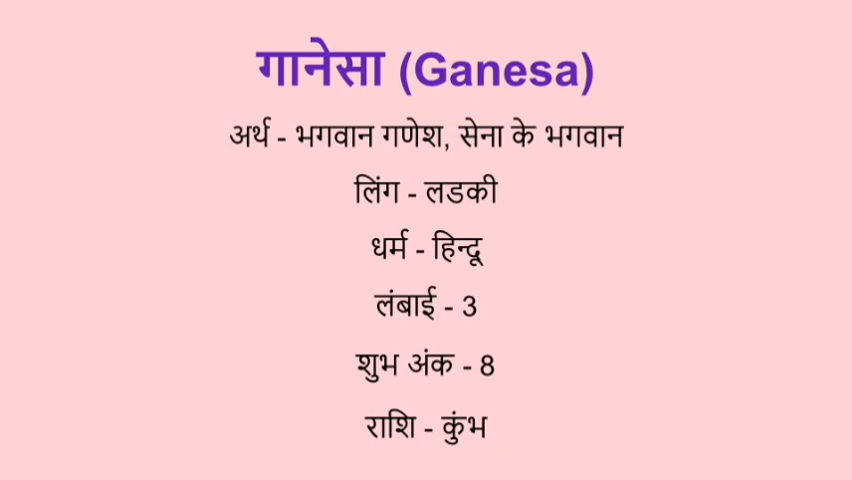 गानेसा (Ganesa)
अर्थ - भगवान गणेश, सेना के भगवान
लिंग - लडकी
धर्म - हिन्दू
लंबाई - 3
शुभ अंक - 8
राशि - कुंभ